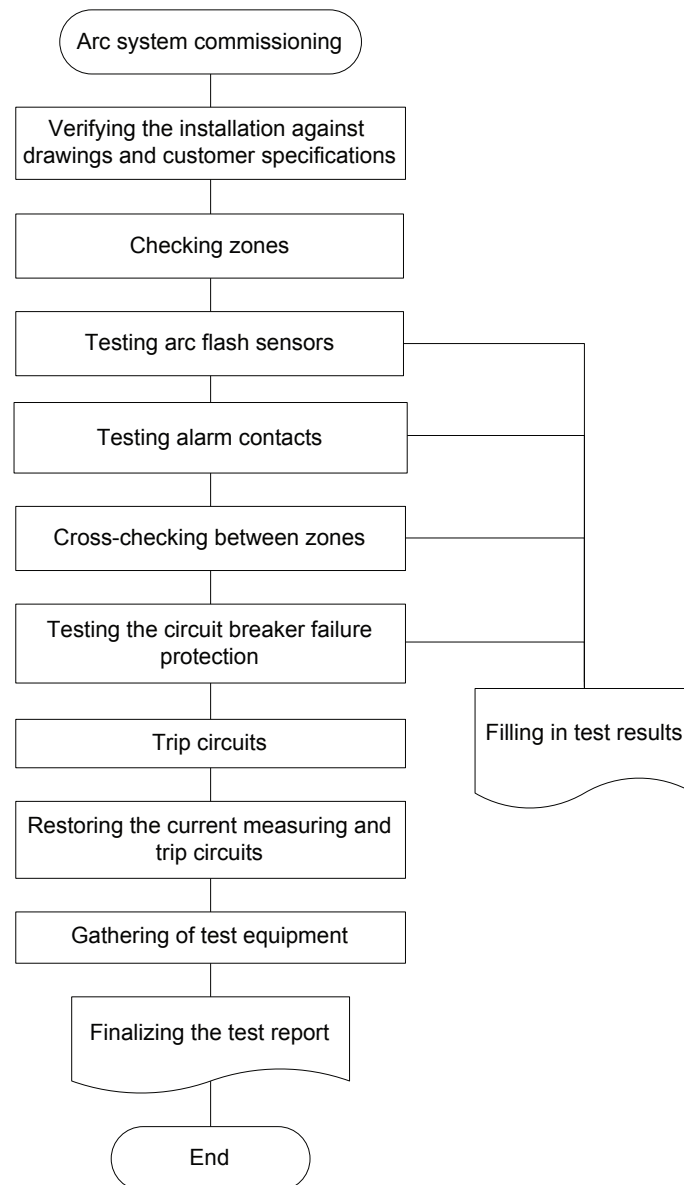 Arc system commissioning
Verifying the installation against
drawings and customer specifications
Checking zones
Testing arc flash sensors
Testing alarm contacts
Cross-checking between zones
Testing the circuit breaker failure
protection
Filling in test results
Trip circuits
Restoring the current measuring and
trip circuits
Gathering of test equipment
Finalizing the test report
End